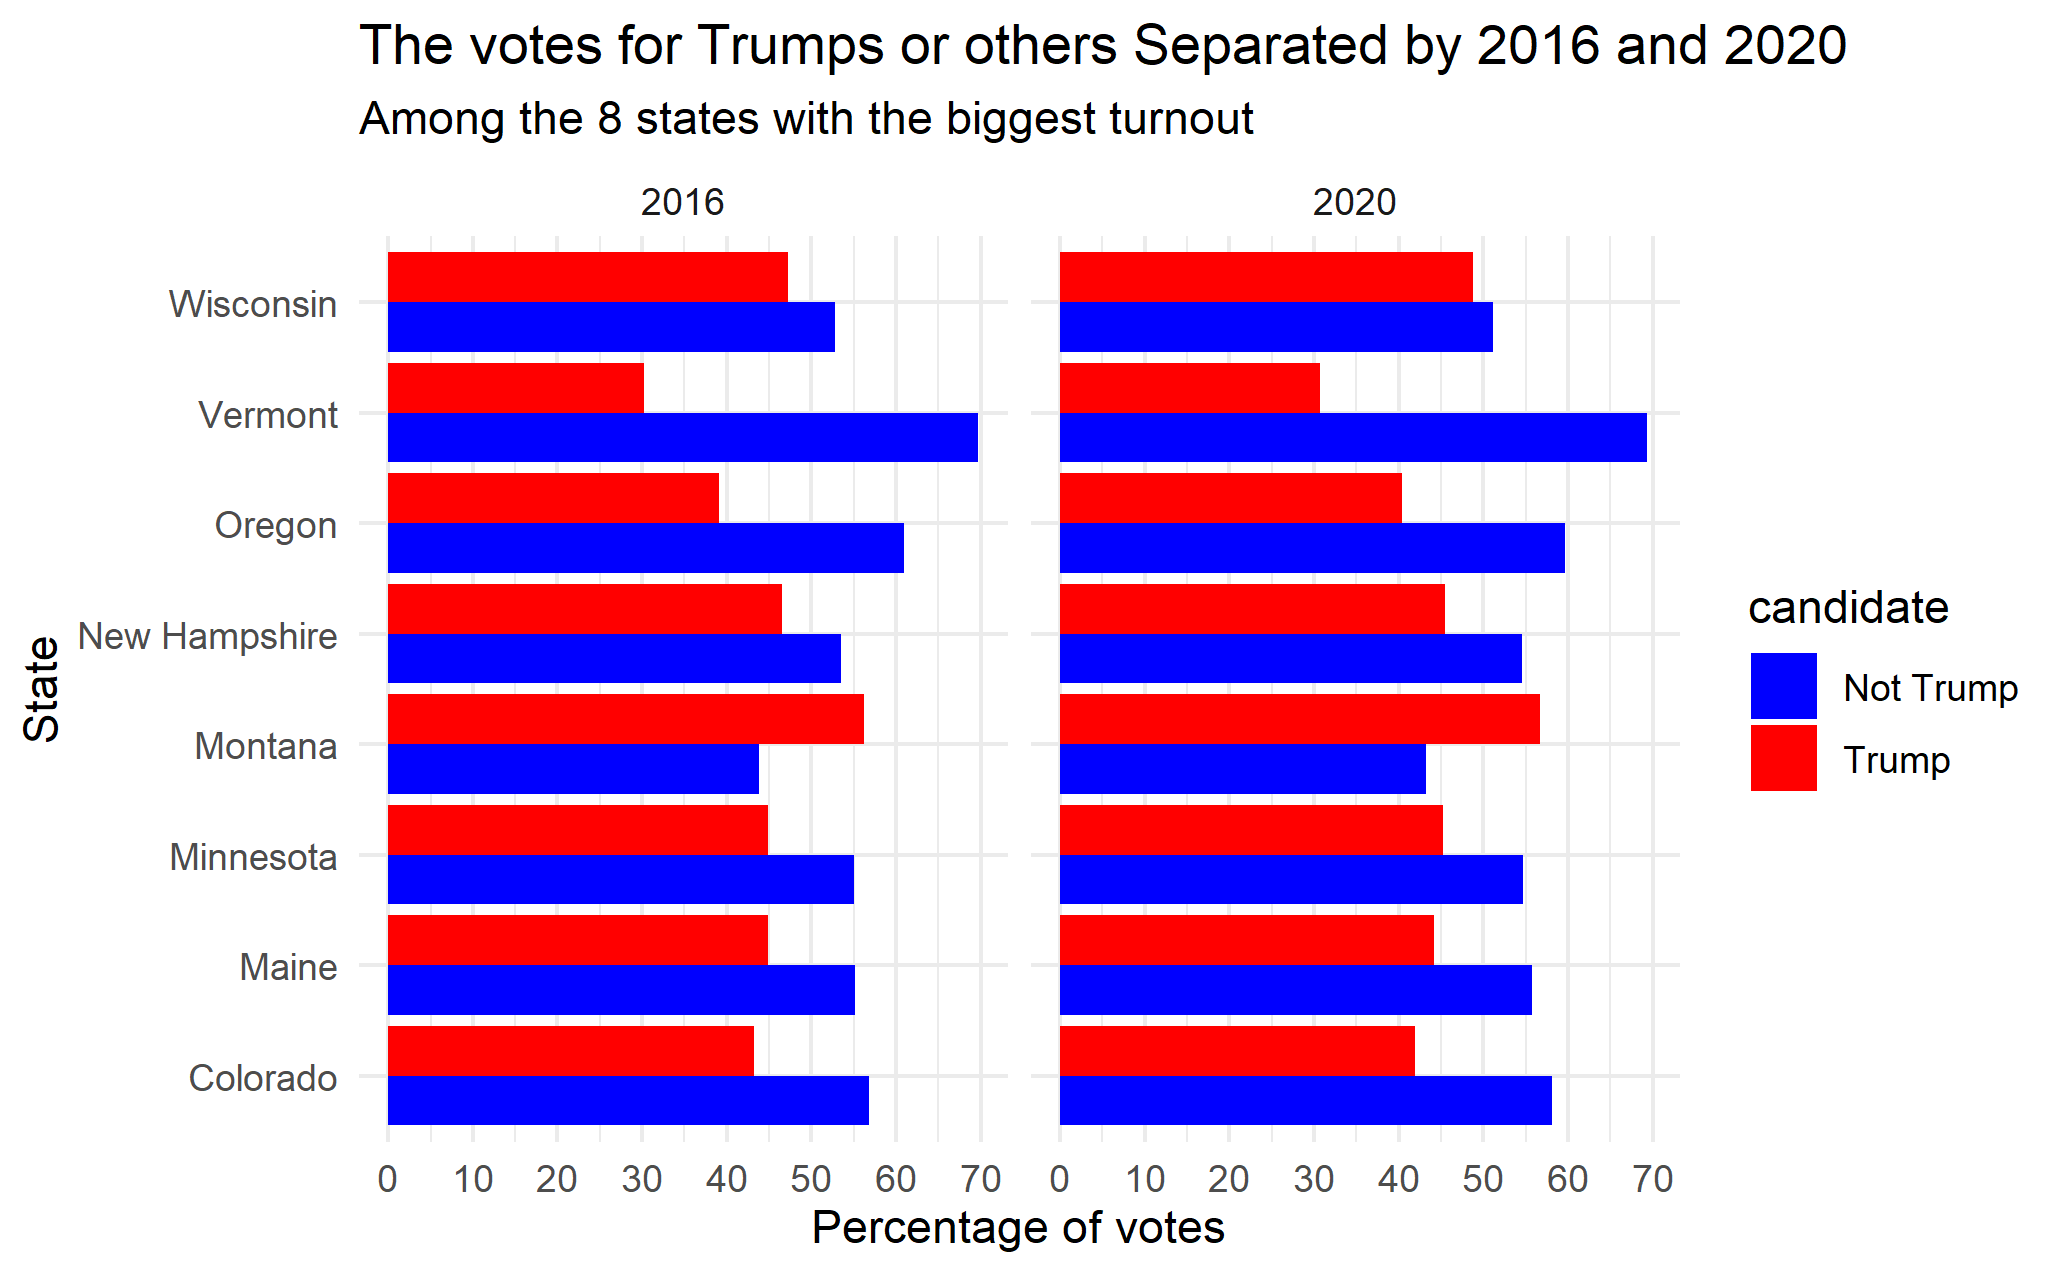 The votes for Trumps or others Separated by 2016 and 2020
Among the 8 states with the biggest turnout
2016
2020
Wisconsin
Vermont
Oregon
New Hampshire
Montana
Minnesota
Maine
Colorado
State
0 10 20 30 40 50 60 70
0 10 20 30 40 50 60 70
Percentage of votes
candidate
Not Trump
Trump